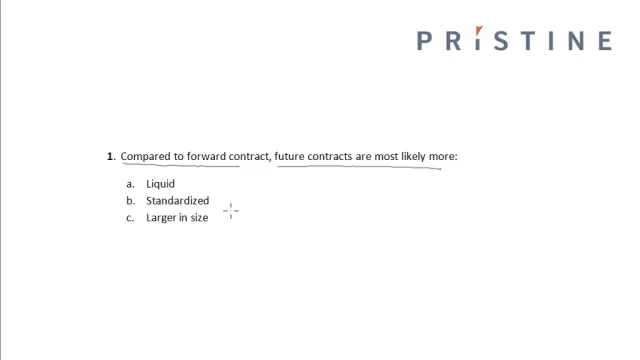 PRISTINE
1. Compared to forward contract, future contracts are most likely more:
a. Liquid
b. Standardized
c. Larger in size